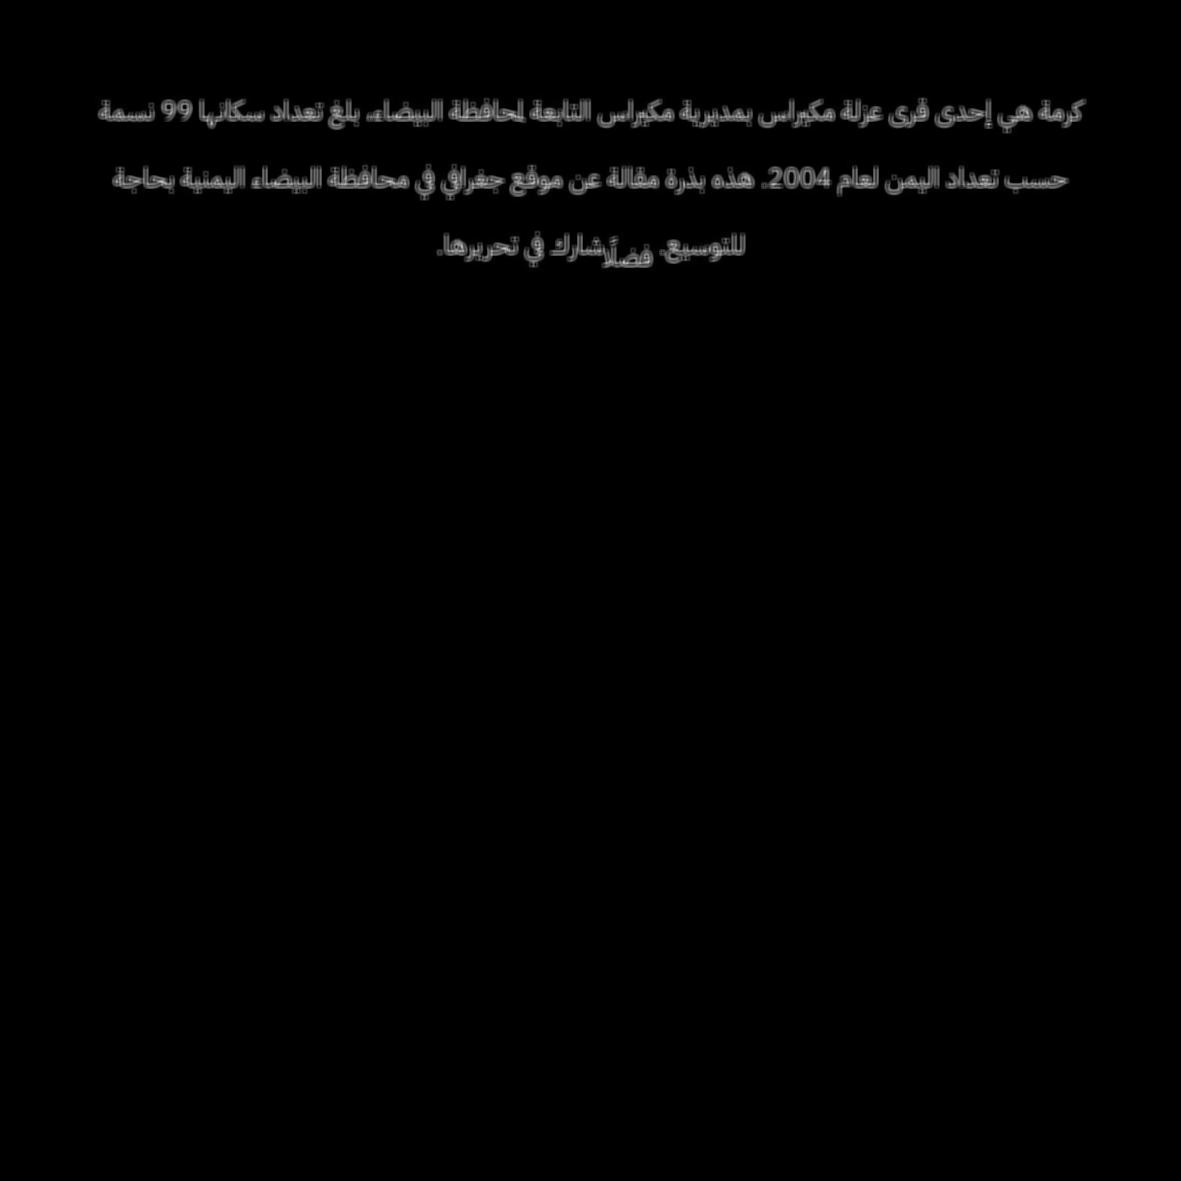 كرمة هي إحدى قرى عزلة مكيراس بمديرية مكيراس التابعة لمحافظة البيضاء، بلغ تعداد سكانها 99 نسمة
حسب تعداد اليمن لعام 2004. هذه بذرة مقالة عن موقع جغرافي في محافظة البيضاء اليمنية بحاجة
للتوسيع. فضلًا شارك في تحريرها.